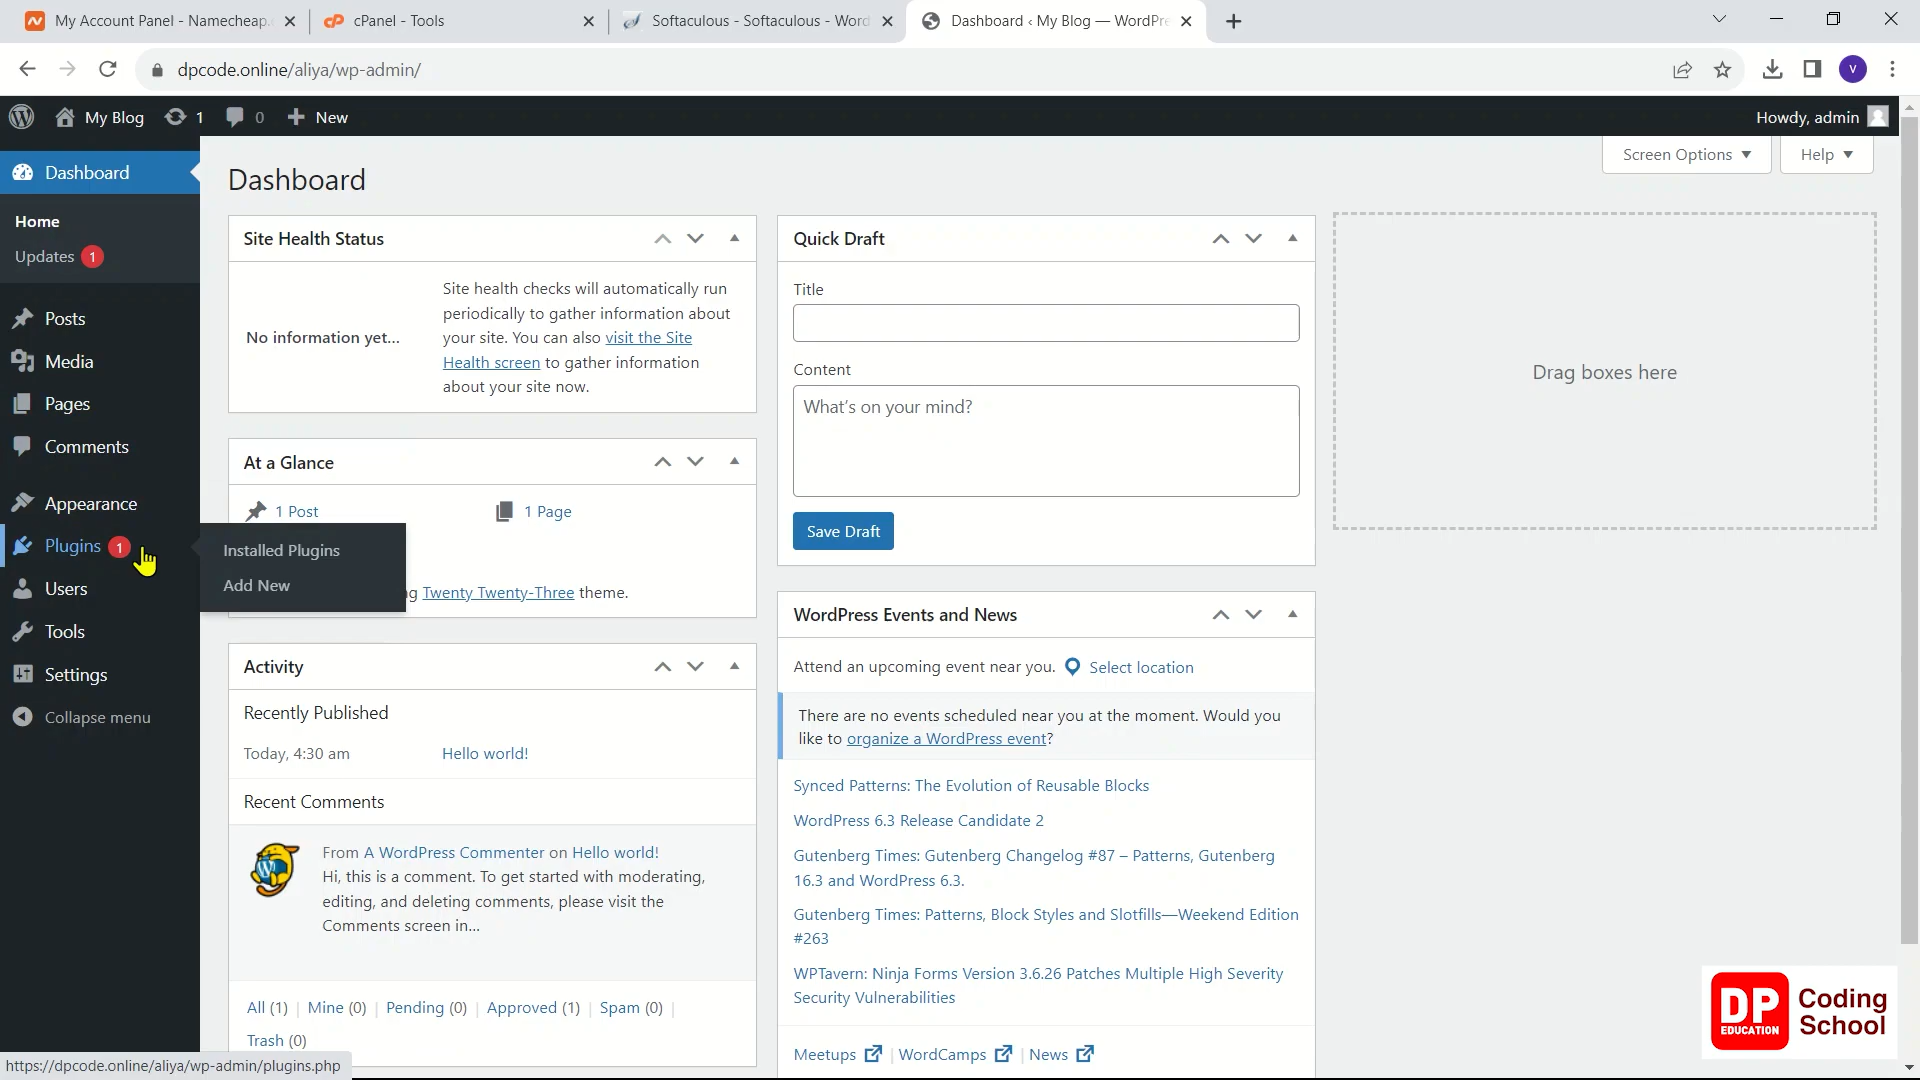 My Account Panel - Namecheap.
cPanel - Tools
Softaculous - Softaculous - Word
Dashboard ‹ My Blog — WordPre
dpcode.online/aliya/wp-admin/
V
My Blog
1
0
New
Howdy, admin
Dashboard
Home
Updates 1
Posts
Media
Pages
Comments
Appearance
Plugins 1
Users
Tools
Settings
Collapse menu
Installed Plugins
Add New
Screen Options
Help
Dashboard
Site Health Status
No information yet...
Site health checks will automatically run
periodically to gather information about
your site. You can also visit the Site
Health screen to gather information
about your site now.
At a Glance
1 Post
1 Page
g Twenty Twenty-Three theme.
Activity
Recently Published
Today, 4:30 am
Hello world!
Recent Comments
From A WordPress Commenter on Hello world!
Hi, this is a comment. To get started with moderating,
editing, and deleting comments, please visit the
Comments screen in...
All (1) | Mine (0) | Pending (0) | Approved (1) | Spam (0) |
Trash (0)
Quick Draft
Title
Content
What's on your mind?
Save Draft
WordPress Events and News
Attend an upcoming event near you. Select location
There are no events scheduled near you at the moment. Would you
like to organize a WordPress event?
Synced Patterns: The Evolution of Reusable Blocks
WordPress 6.3 Release Candidate 2
Gutenberg Times: Gutenberg Changelog #87 – Patterns, Gutenberg
16.3 and WordPress 6.3.
Gutenberg Times: Patterns, Block Styles and Slotfills—Weekend Edition
#263
WPTavern: Ninja Forms Version 3.6.26 Patches Multiple High Severity
Security Vulnerabilities
Meetups | WordCamps | News
Drag boxes here
DP
EDUCATION
Coding
School
https://dpcode.online/aliya/wp-admin/plugins.php